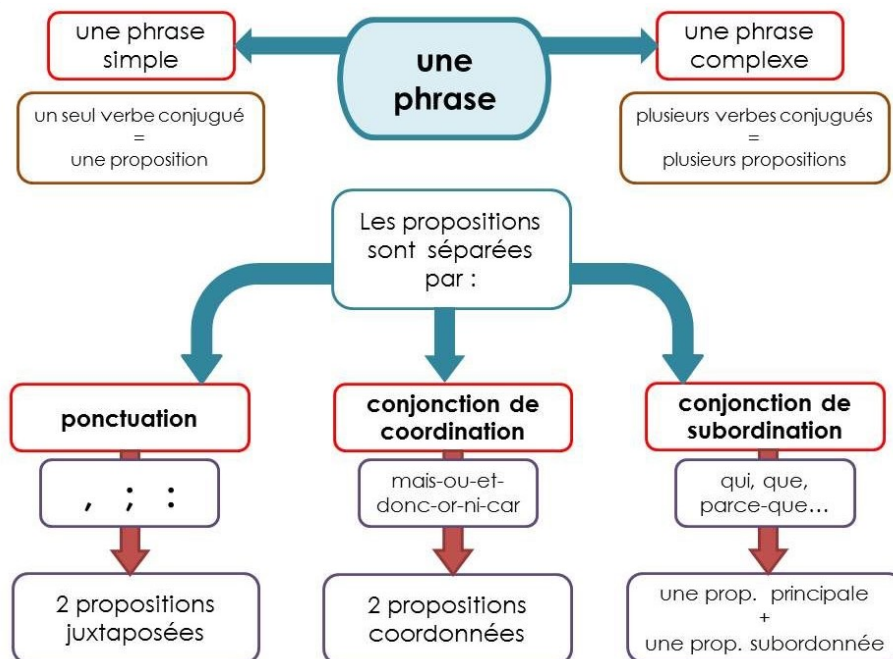 une phrase
simple
une
phrase
une phrase
complexe
un seul verbe conjugué
=
une proposition
plusieurs verbes conjugués
=
plusieurs propositions
Les propositions
sont séparées
par :
ponctuation
conjonction de
coordination
conjonction de
subordination
, ; :
mais-ou-et-
donc-or-ni-car
qui, que,
parce-que...
2 propositions
juxtaposées
2 propositions
coordonnées
une prop. principale
+
une prop. subordonnée